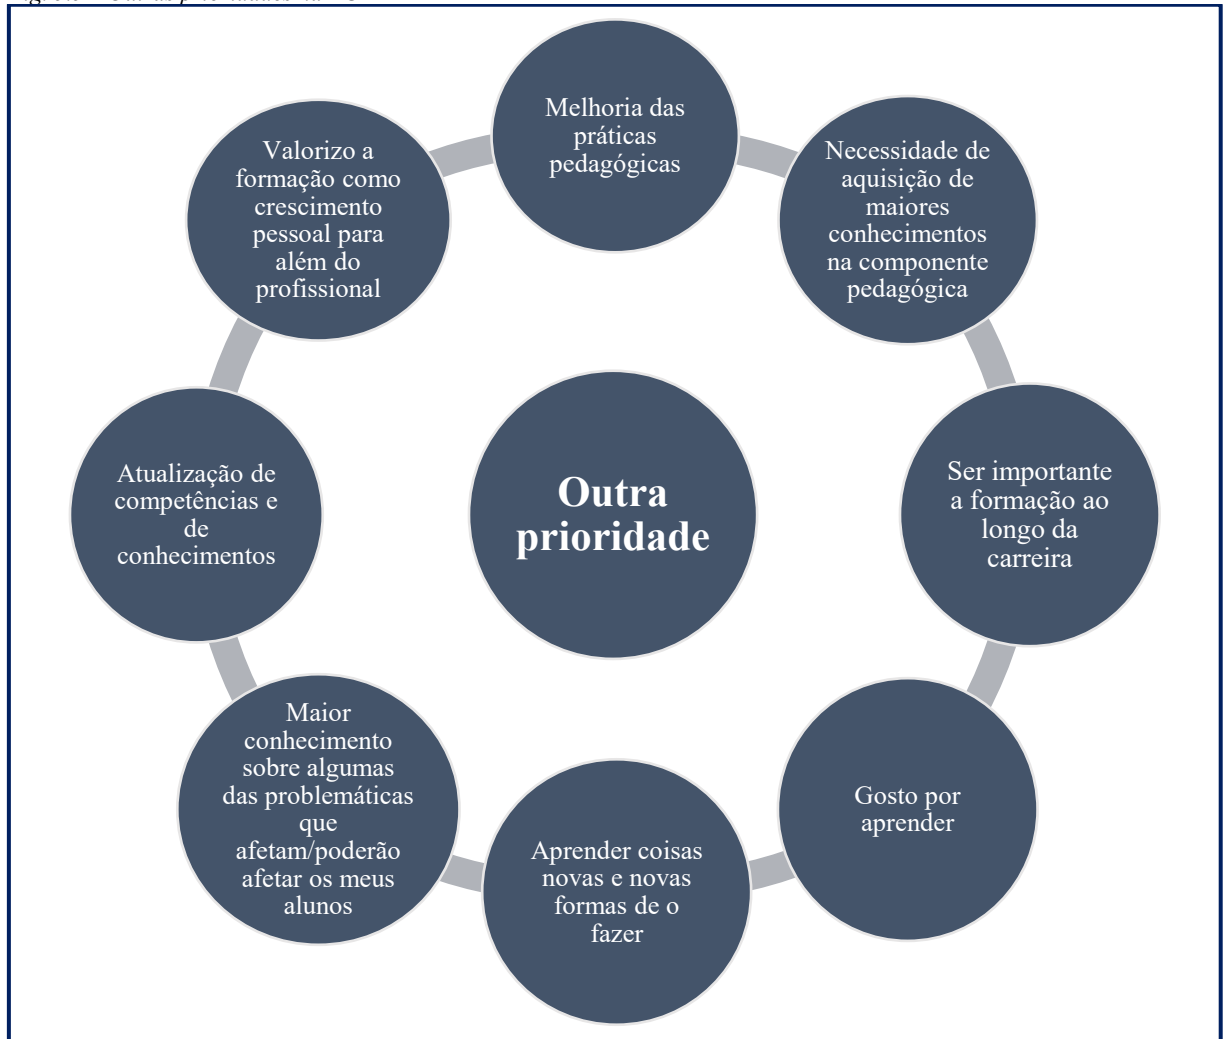 Melhoria das
práticas
pedagógicas
Necessidade de
aquisição de
maiores
conhecimentos
na componente
pedagógica
Ser importante
a formação ao
longo da
carreira
Gosto por
aprender
Aprender coisas
novas e novas
formas de o
fazer
Maior
conhecimento
sobre algumas
das problemáticas
que
afetam/poderão
afetar os meus
alunos
Atualização de
competências e
de
conhecimentos
Valorizo a
formação como
crescimento
pessoal para
além do
profissional
Outra
prioridade